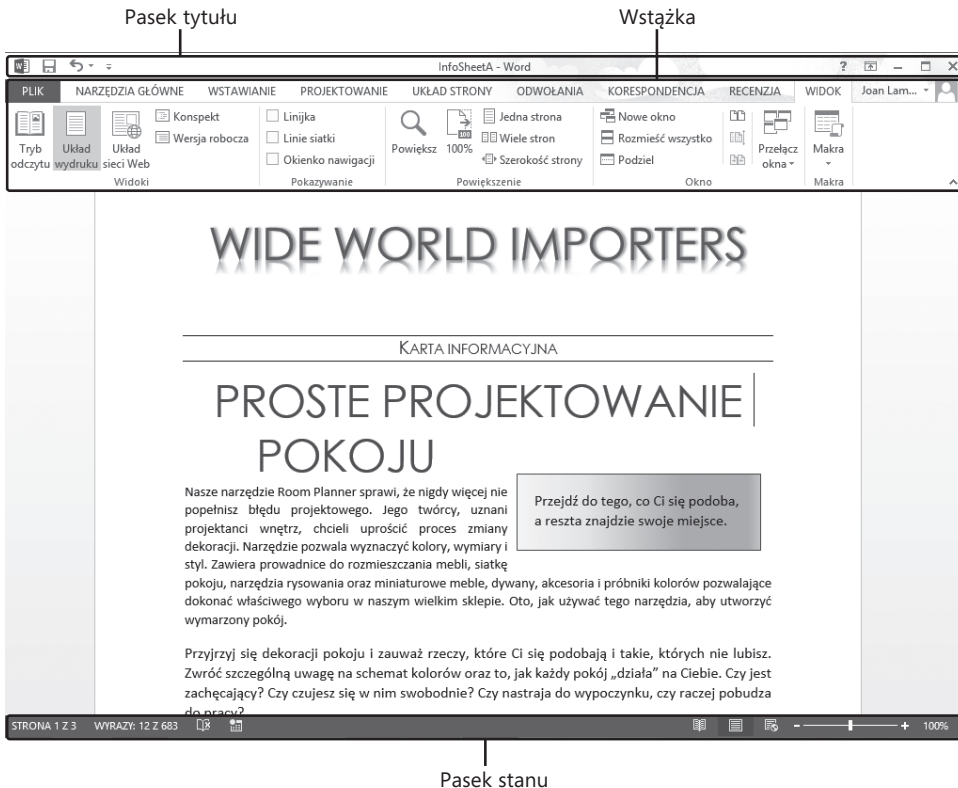 Pasek tytułu Wstążka
InfoSheetA - Word ?
PLIK NARZĘDZIA GŁÓWNE WSTAWIANIE PROJEKTOWANIE UKŁAD STRONY ODWOŁANIA KORESPONDENCJA RECENZJA WIDOK Joan Lam...
Tryb odczytu
Układ wydruku
Układ sieci Web
Konspekt
Wersja robocza
Widoki
Linijka
Linie siatki
Okienko nawigacji
Pokazywanie
Powiększ
100%
Jedna strona
Wiele stron
Szerokość strony
Powiększenie
Nowe okno
Rozmieść wszystko
Podziel
Przełącz okna
Okno
Makra
Makra
WIDE WORLD IMPORTERS
KARTA INFORMACYJNA
PROSTE PROJEKTOWANIE
POKOJU
Nasze narzędzie Room Planner sprawi, że nigdy więcej nie
popełnisz błędu projektowego. Jego twórcy, uznani
projektanci wnętrz, chcieli uprościć proces zmiany
dekoracji. Narzędzie pozwala wyznaczyć kolory, wymiary i
styl. Zawiera prowadnice do rozmieszczania mebli, siatkę
Przejdź do tego, co Ci się podoba,
a reszta znajdzie swoje miejsce.
pokoju, narzędzia rysowania oraz miniaturowe meble, dywany, akcesoria i próbniki kolorów pozwalające
dokonać właściwego wyboru w naszym wielkim sklepie. Oto, jak używać tego narzędzia, aby utworzyć
wymarzony pokój.
Przyjrzyj się dekoracji pokoju i zauważ rzeczy, które Ci się podobają i takie, których nie lubisz.
Zwróć szczególną uwagę na schemat kolorów oraz to, jak każdy pokój „działa” na Ciebie. Czy jest
zachęcający? Czy czujesz się w nim swobodnie? Czy nastraja do wypoczynku, czy raczej pobudza
do pracy?
STRONA 1 Z 3 WYRAZY: 12 Z 683 100%
Pasek stanu